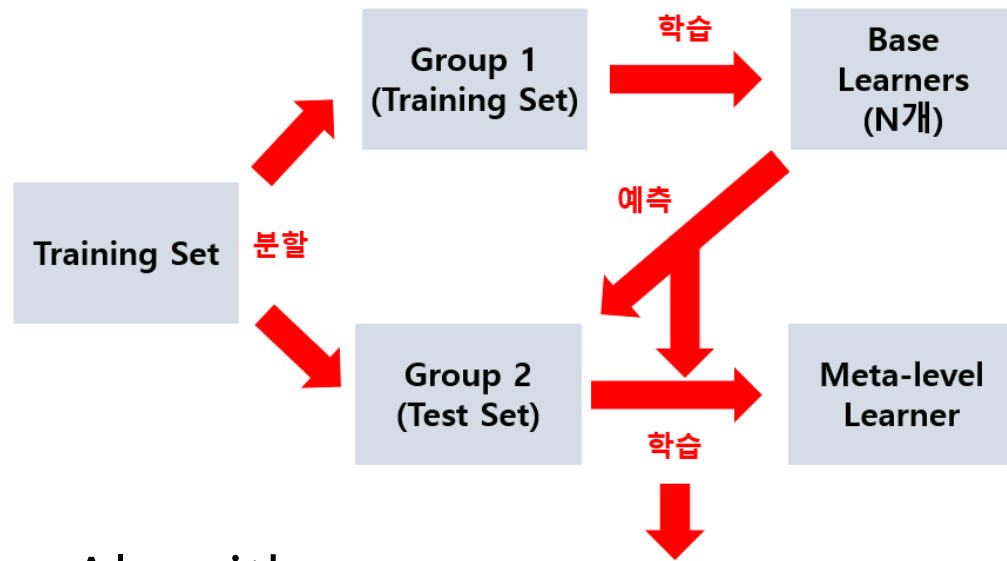 학습
Group 1
(Training Set)
Base
Learners
(N개)
예측
Training Set
분할
Group 2
(Test Set)
Meta-level
Learner
학습